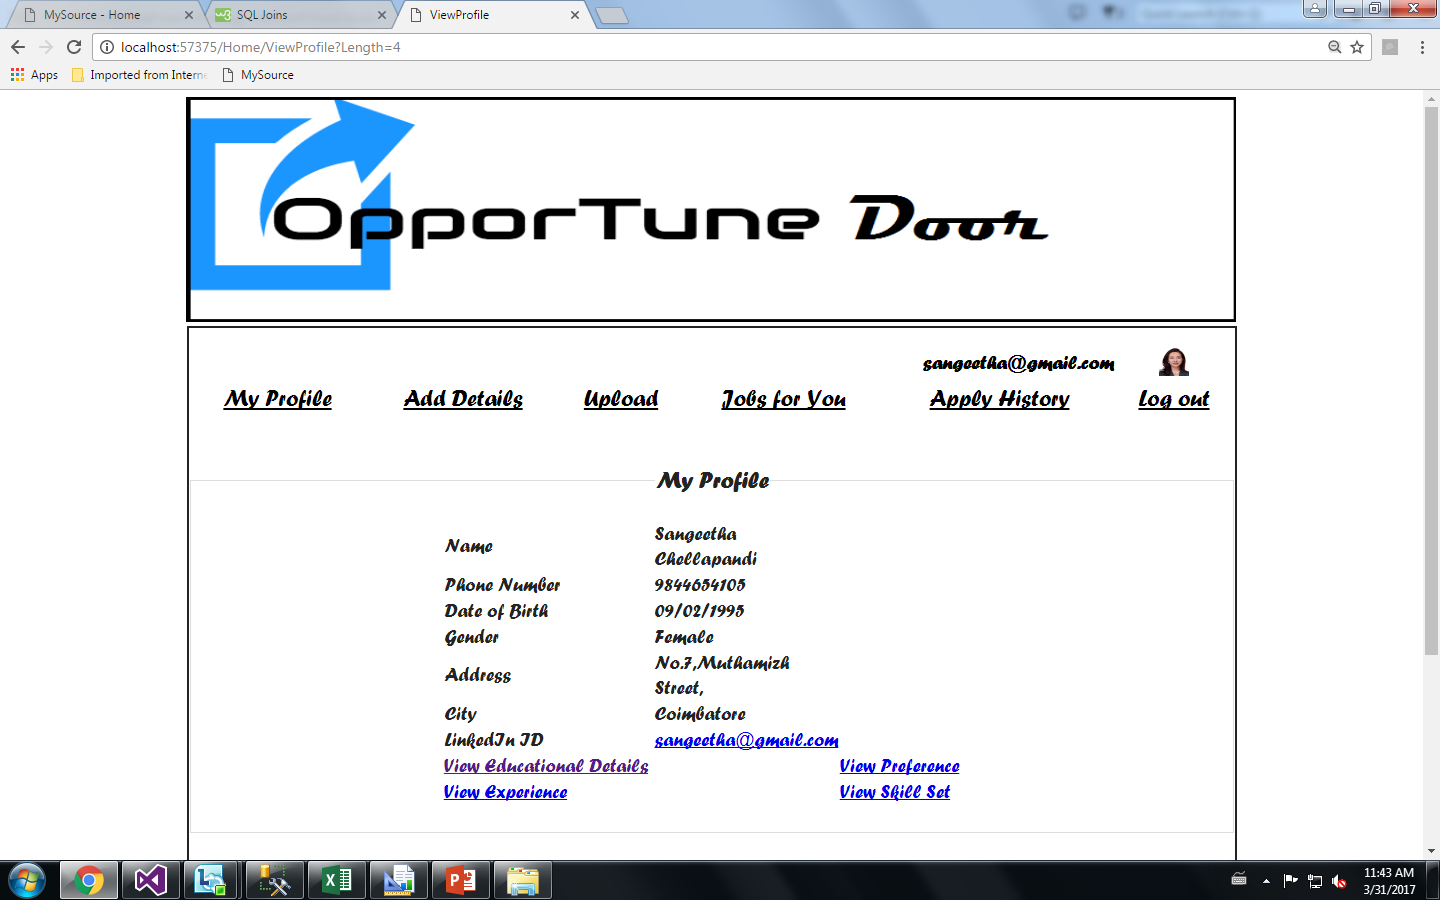 MySource - Home
SQL Joins
ViewProfile
localhost:57375/Home/ViewProfile?Length=4
Apps
Imported from Intern
MySource
OpporTune Door
sangeetha@gmail.com
My Profile Add Details Upload Jobs for You Apply History Log out
My Profile
Name Sangeetha
Chellapandi
Phone Number 9844654105
Date of Birth 09/02/1995
Gender Female
Address No.7,Muthamizh
Street,
City Coimbatore
LinkedIn ID sangeetha@gmail.com
View Educational Details View Preference
View Experience View Skill Set
11:43 AM
3/31/2017